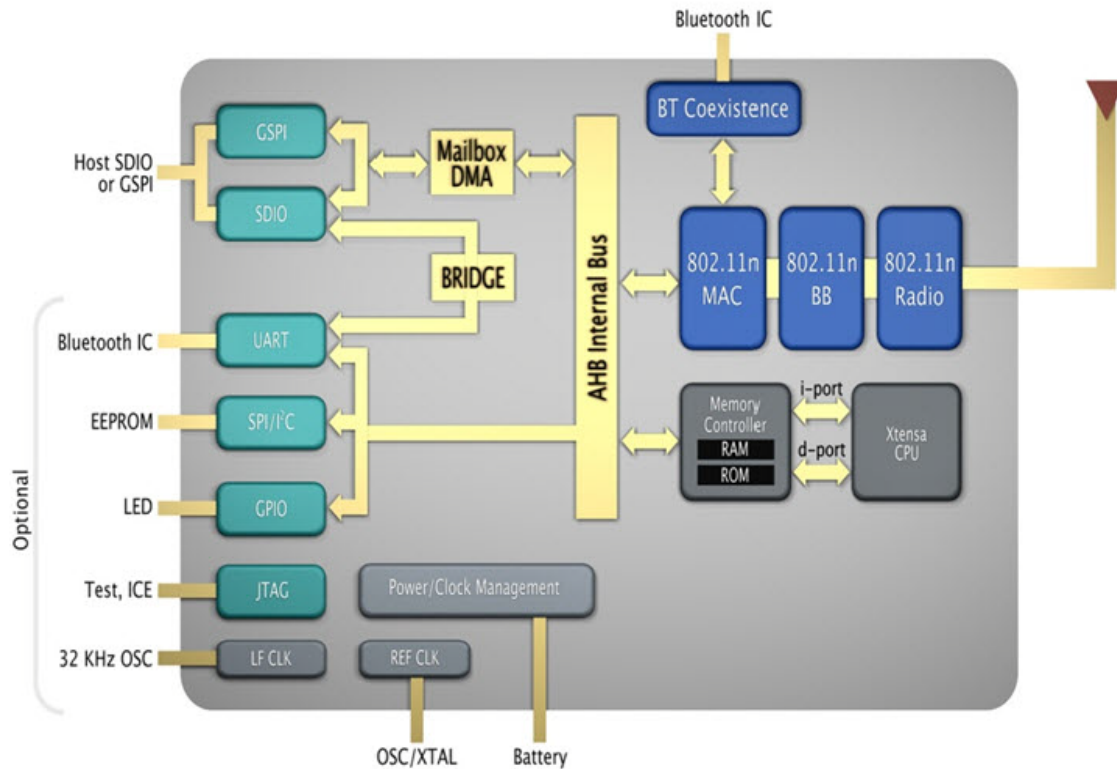 Bluetooth IC
BT Coexistence
GSPI
Host SDIO
or GSPI
SDIO
Mailbox
DMA
BRIDGE
AHB Internal Bus
802.11n
MAC
802.11n
BB
802.11n
Radio
Optional
Bluetooth IC
UART
EEPROM
SPI/I²C
LED
GPIO
Memory
Controller
RAM
ROM
i-port
d-port
Xtensa
CPU
Test, ICE
JTAG
Power/Clock Management
32 KHz OSC
LF CLK
REF CLK
OSC/XTAL
Battery